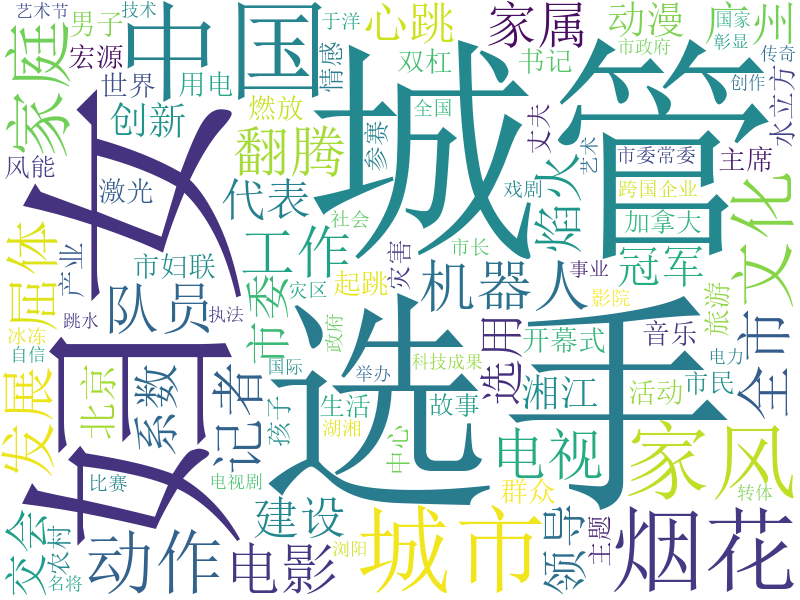 艺术节
技术
男子
宏源
家庭
中国
世界
用电
于洋
情感
心跳
双杠
家属
书记
动漫
广州
市政府
国家
彰显
传奇
创作
水立方
创新
燃放
翻腾
参赛
全国
城管
丈夫
风能
激光
妇女
代表
焰火
戏剧
艺术
市委常委
主席
跨国企业
加拿大
文化
屈体
产业
市妇联
工作
社会
市委
灾区
起跳
灾害
机器人
市长
事业
冠军
影院
旅游
队员
执法
跳水
冰冻
自信
发展
北京
系数
记者
国际
孩子
政府
举办
选手
科技成果
选用
开幕式
音乐
湘江
电力
市民
全市
生活
湖湘
故事
活动
中心
电视
家风
交会
农村
名将
比赛
动作
电视剧
电影
建设
浏阳
城市
群众
领导
主题
转体
烟花